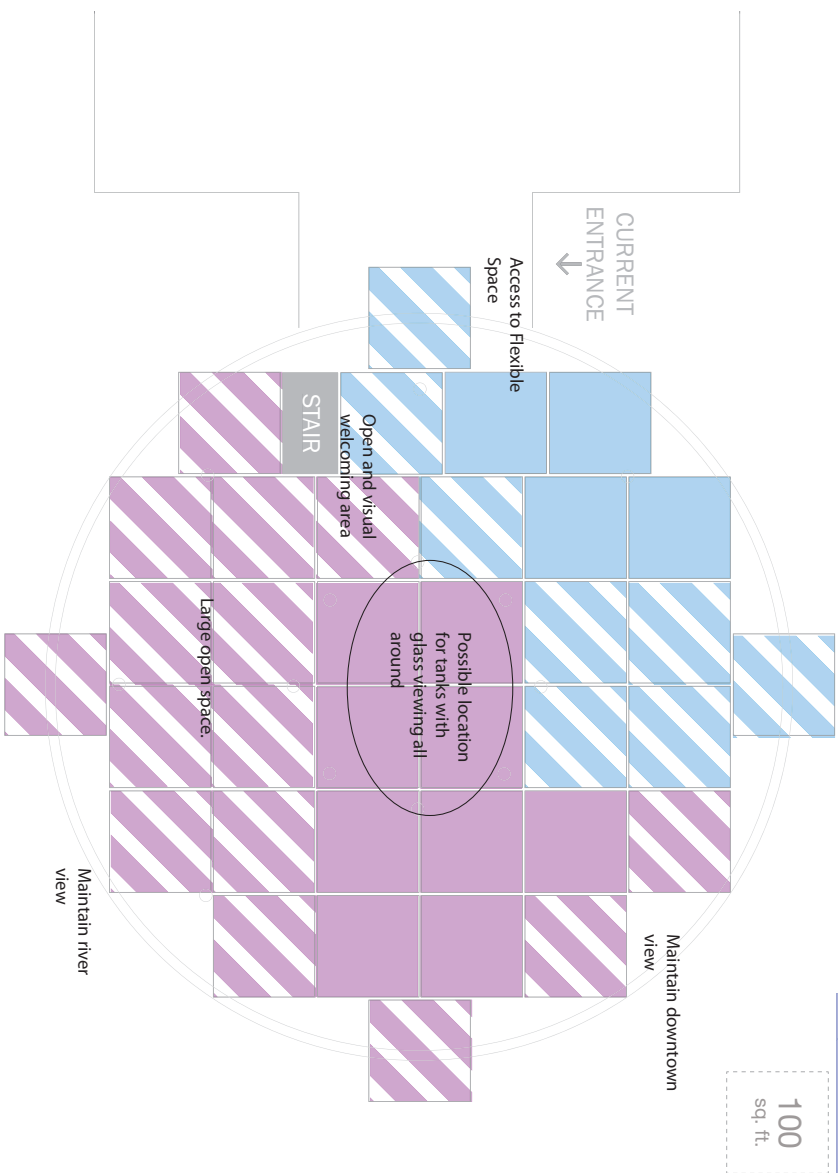 CURRENT
ENTRANCE
Access to Flexible
Space
STAIR
Open and visual
welcoming area
Possible location
for tanks with
glass viewing all
around
Large open space.
Maintain downtown
view
Maintain river
view
100
sq. ft.